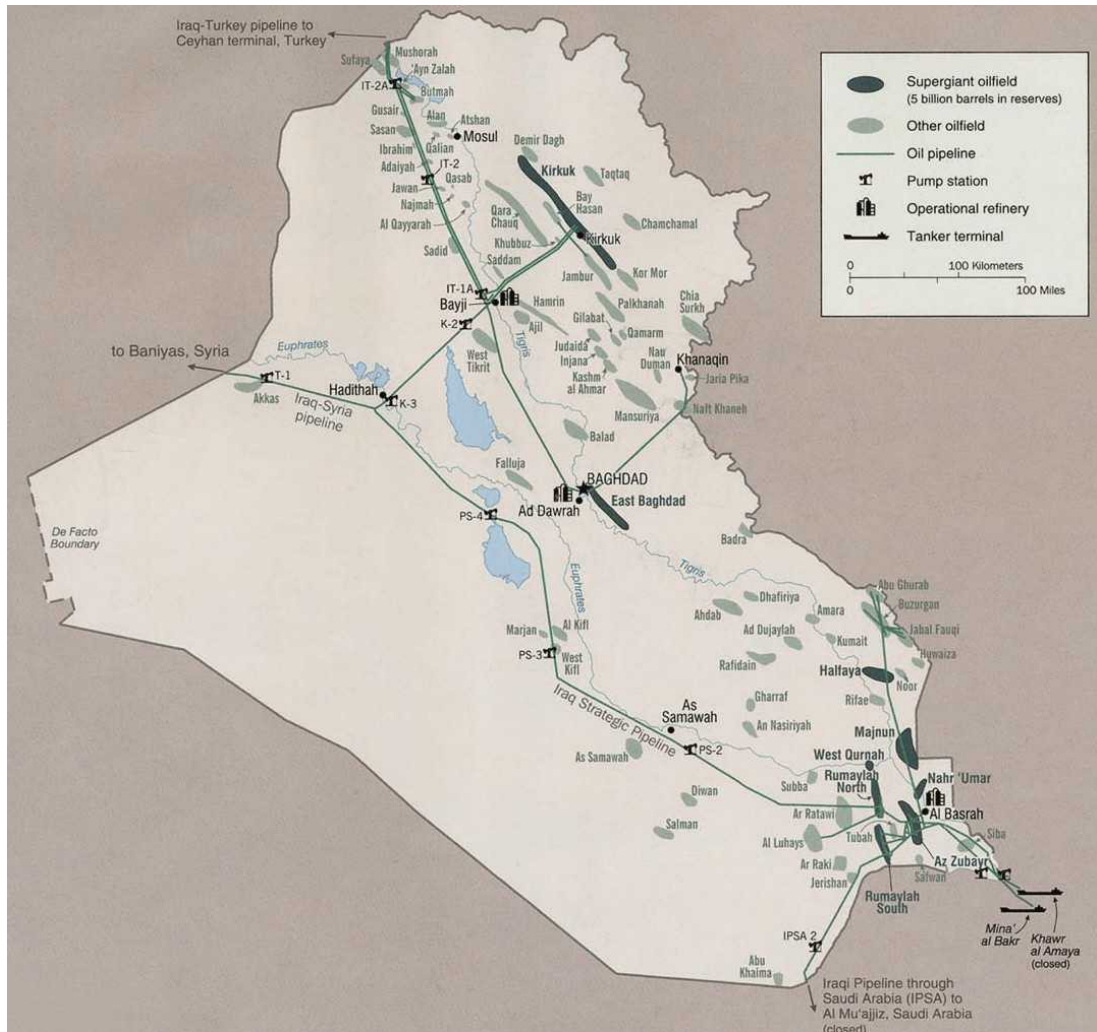 Iraq-Turkey pipeline to
Ceyhan terminal, Turkey
Mushorah
Sufaya
'Ayn Zalah
IT-2A
Butmah
Gusair
Alan
Atshan
Sasan
Mosul
Ibrahim
Qalian
Adaiyah
IT-2
Qasab
Jawan
Najmah
Al Qayyarah
Demir Dagh
Kirkuk
Taqtaq
Bay
Hasan
Qara
Chauq
Chamchamal
Khubbuz
Kirkuk
Sadid
Saddam
Jambur
Kor Mor
IT-1A
Bayji
Hamrin
Palkhanah
Chia
Surkh
K-2
Ajil
Gilabat
Qamarm
Tigris
Judaida
Injana
Nau
Duman
Khanaqin
West
Tikrit
Kashm
al Ahmar
Jaria Pika
to Baniyas, Syria
Euphrates
T-1
Hadithah
K-3
Akkas
Iraq-Syria
pipeline
Mansuriya
Naft Khaneh
Balad
Falluja
BAGHDAD
Ad Dawrah
East Baghdad
PS-4
De Facto
Boundary
Badra
Tigris
Euphrates
Abu Ghurab
Dhafiriya
Buzurgan
Ahdab
Amara
Marjan
Al Kifl
Ad Dujaylah
Kumait
Jabal Fauqi
PS-3
West
Kifl
Rafidain
Huwaiza
Halfaya
Noor
Iraq Strategic Pipeline
Gharraf
Rifae
As
Samawah
An Nasiriyah
Majnun
As Samawah
PS-2
West Qurnah
Subba
Rumaylah
North
Nahr 'Umar
Diwan
Ar Ratawi
Al Basrah
Salman
Al Luhays
Tubah
Siba
Ar Raki
Az Zubayr
Jerishan
Safwan
Rumaylah
South
IPSA 2
Mina'
al Bakr
Khawr
al Amaya
(closed)
Abu
Khaima
Iraqi Pipeline through
Saudi Arabia (IPSA) to
Al Mu'ajjiz, Saudi Arabia
(closed)
Supergiant oilfield
(5 billion barrels in reserves)
Other oilfield
Oil pipeline
Pump station
Operational refinery
Tanker terminal
0 100 Kilometers
0 100 Miles